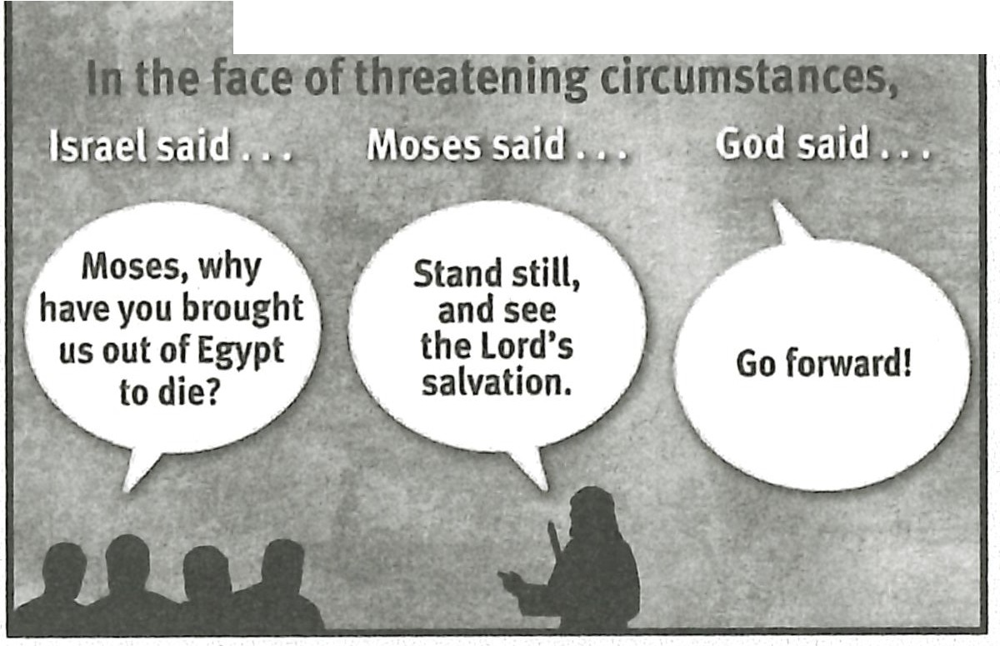 In the face of threatening circumstances,
Israel said . . .
Moses, why
have you brought
us out of Egypt
to die?
Moses said . . .
Stand still,
and see
the Lord's
salvation.
God said . . .
Go forward!